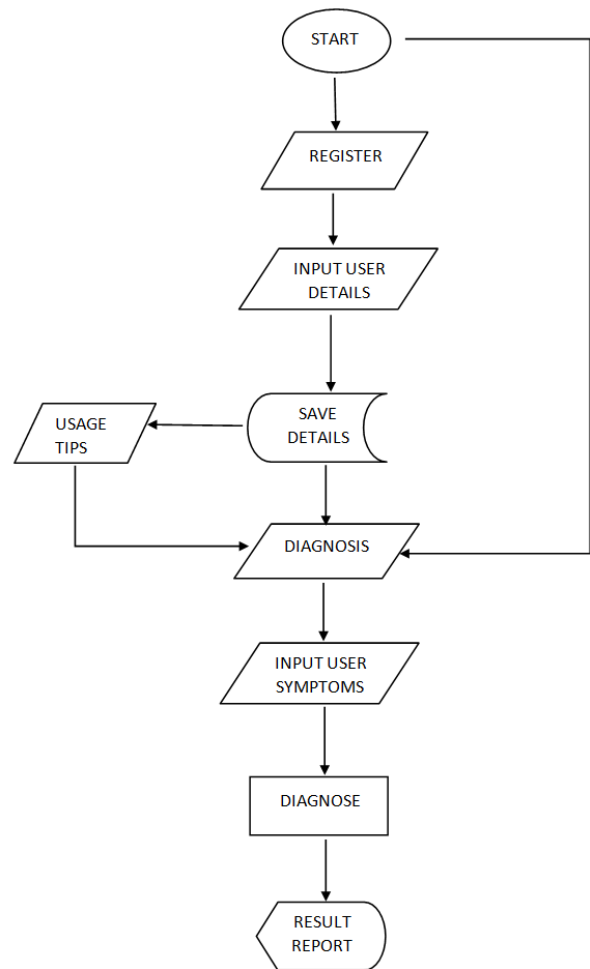 START
REGISTER
INPUT USER
DETAILS
SAVE
DETAILS
USAGE
TIPS
DIAGNOSIS
INPUT USER
SYMPTOMS
DIAGNOSE
RESULT
REPORT